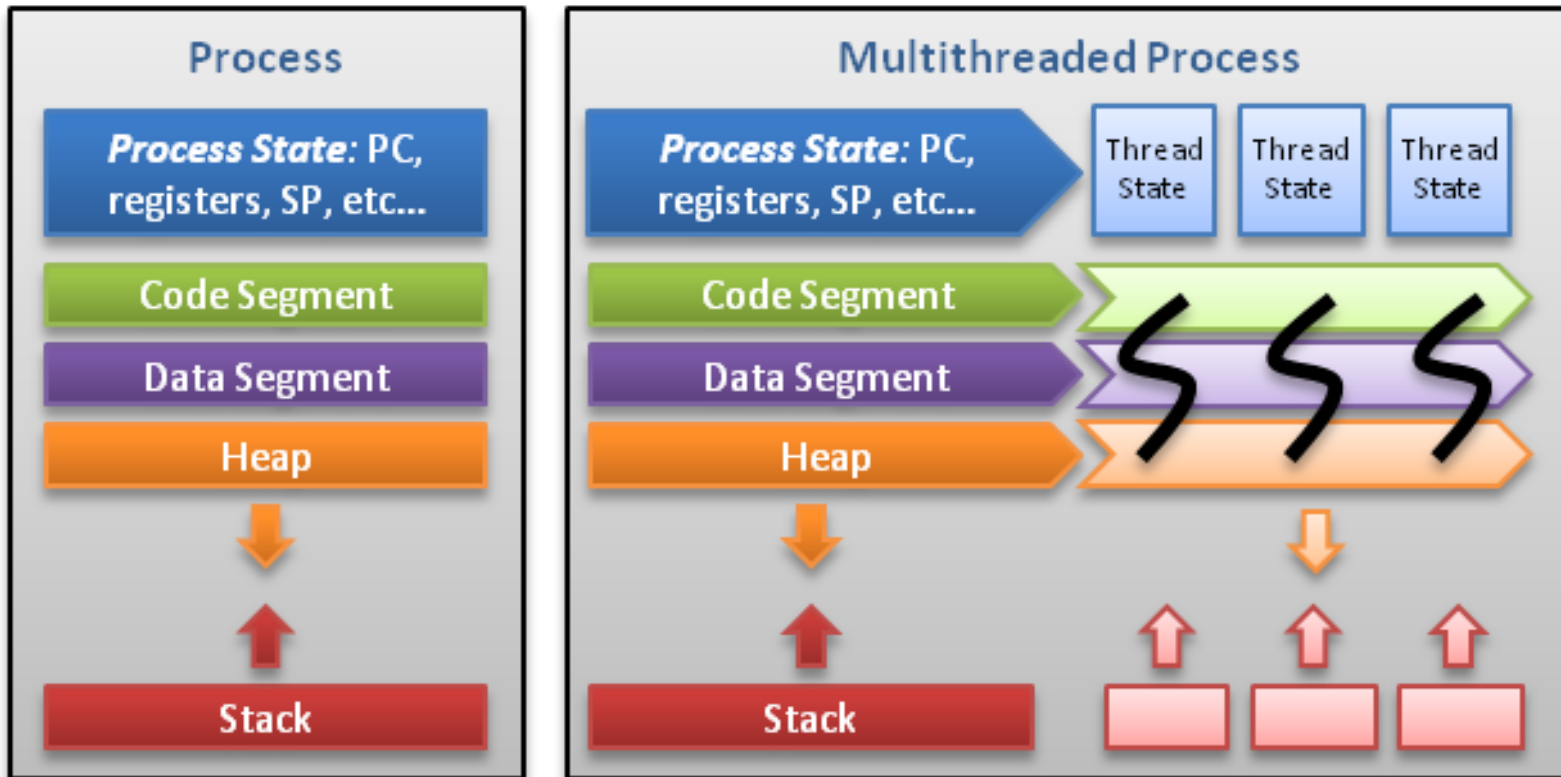 Process
Process State: PC,
registers, SP, etc...
Code Segment
Data Segment
Heap
Stack
Multithreaded Process
Process State: PC,
registers, SP, etc...
Thread
State
Thread
State
Thread
State
Code Segment
Data Segment
Heap
Stack